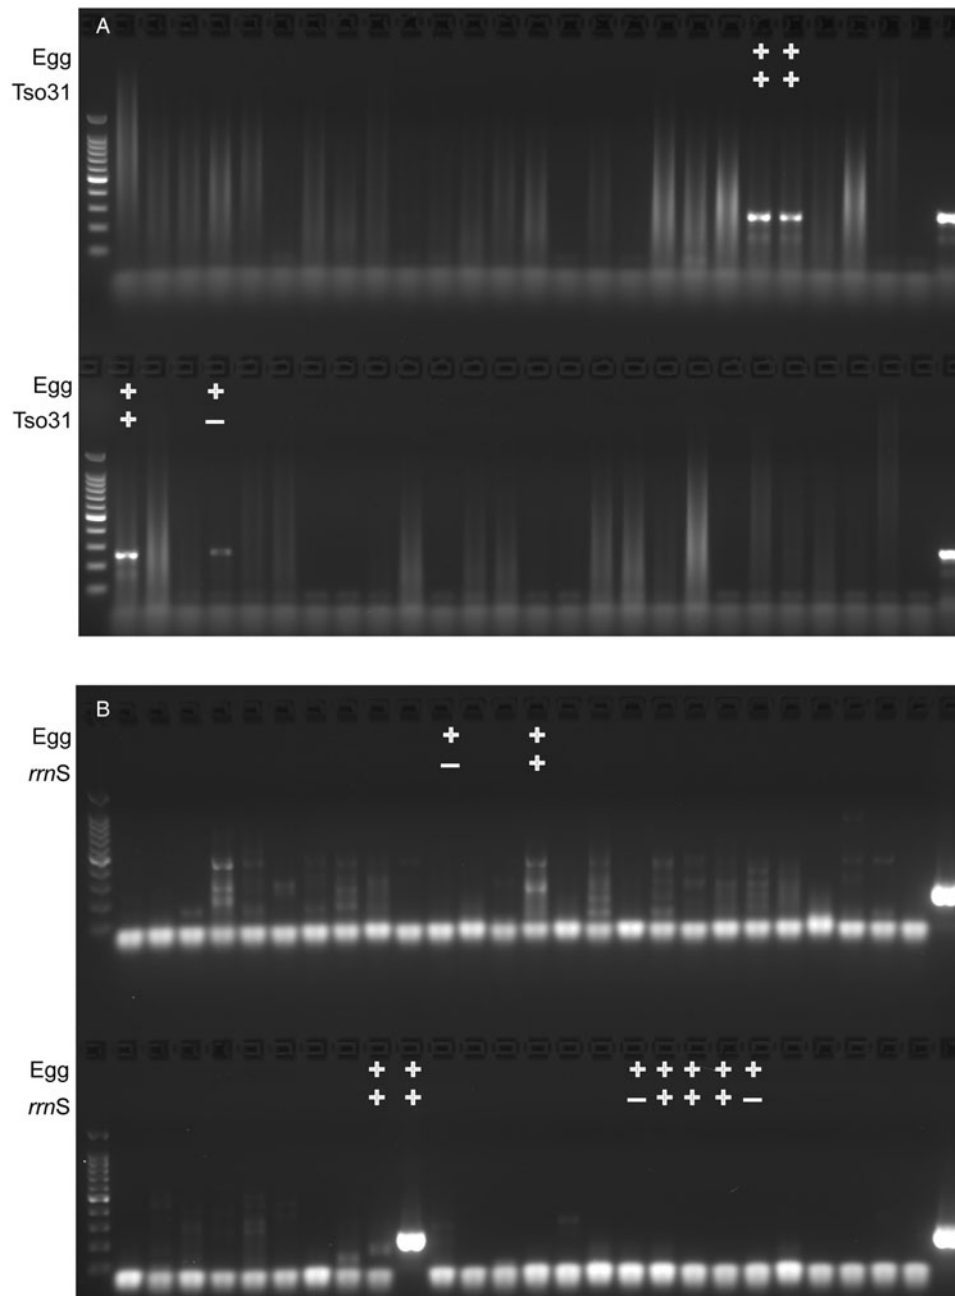 A
Egg + +
Tso31 + +
Egg + +
Tso31 + −
B
Egg + +
rrnS − +
Egg + + + + + + +
rrnS + + − + + + −